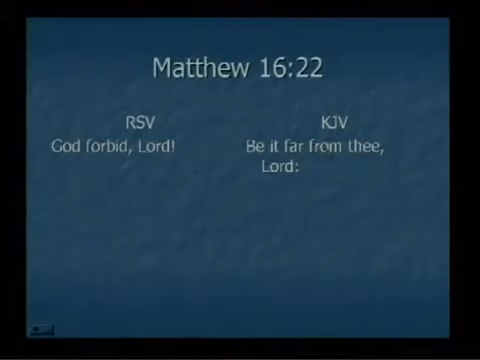 Matthew 16:22
RSV
God forbid, Lord!
KJV
Be it far from thee,
Lord: